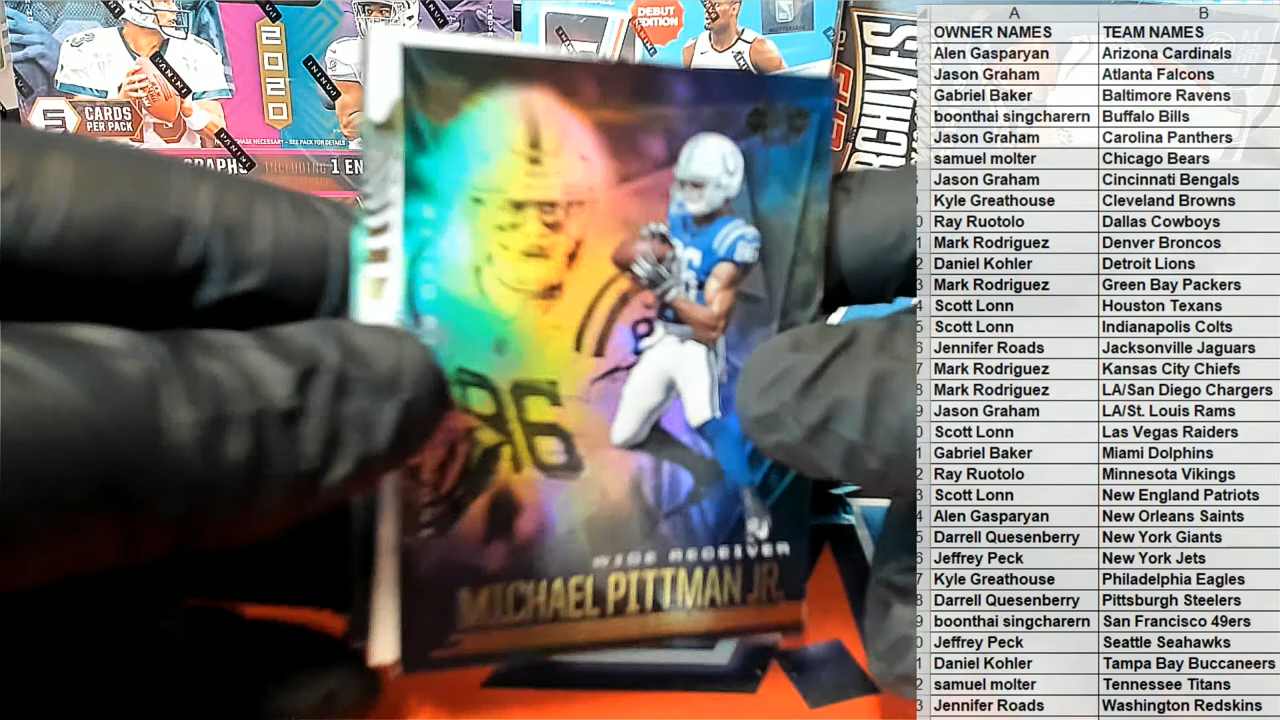 DEBUT
EDITION
2020
PANINI
PANINI
5
CARDS
PER PACK
INCLUDING 1 EN
ARCHIVES
86
86
WIDE RECEIVER
MICHAEL PITTMAN JR.
A B
OWNER NAMES TEAM NAMES
Alen Gasparyan Arizona Cardinals
Jason Graham Atlanta Falcons
Gabriel Baker Baltimore Ravens
boonthai singcharern Buffalo Bills
Jason Graham Carolina Panthers
samuel molter Chicago Bears
Jason Graham Cincinnati Bengals
Kyle Greathouse Cleveland Browns
Ray Ruotolo Dallas Cowboys
Mark Rodriguez Denver Broncos
Daniel Kohler Detroit Lions
Mark Rodriguez Green Bay Packers
Scott Lonn Houston Texans
Scott Lonn Indianapolis Colts
Jennifer Roads Jacksonville Jaguars
Mark Rodriguez Kansas City Chiefs
Mark Rodriguez LA/San Diego Chargers
Jason Graham LA/St. Louis Rams
Scott Lonn Las Vegas Raiders
Gabriel Baker Miami Dolphins
Ray Ruotolo Minnesota Vikings
Scott Lonn New England Patriots
Alen Gasparyan New Orleans Saints
Darrell Quesenberry New York Giants
Jeffrey Peck New York Jets
Kyle Greathouse Philadelphia Eagles
Darrell Quesenberry Pittsburgh Steelers
boonthai singcharern San Francisco 49ers
Jeffrey Peck Seattle Seahawks
Daniel Kohler Tampa Bay Buccaneers
samuel molter Tennessee Titans
Jennifer Roads Washington Redskins